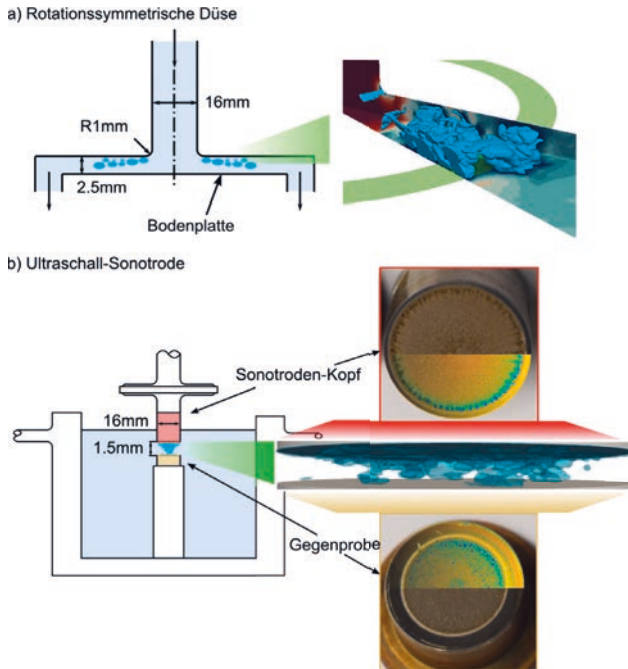 a) Rotationssymmetrische Düse
16mm
R1mm
2.5mm
Bodenplatte
b) Ultraschall-Sonotrode
Sonotroden-Kopf
16mm
1.5mm
Gegenprobe